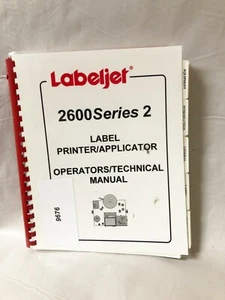 Labeljet®
2600Series 2
LABEL
PRINTER/APPLICATOR
OPERATORS/TECHNICAL
MANUAL
9676